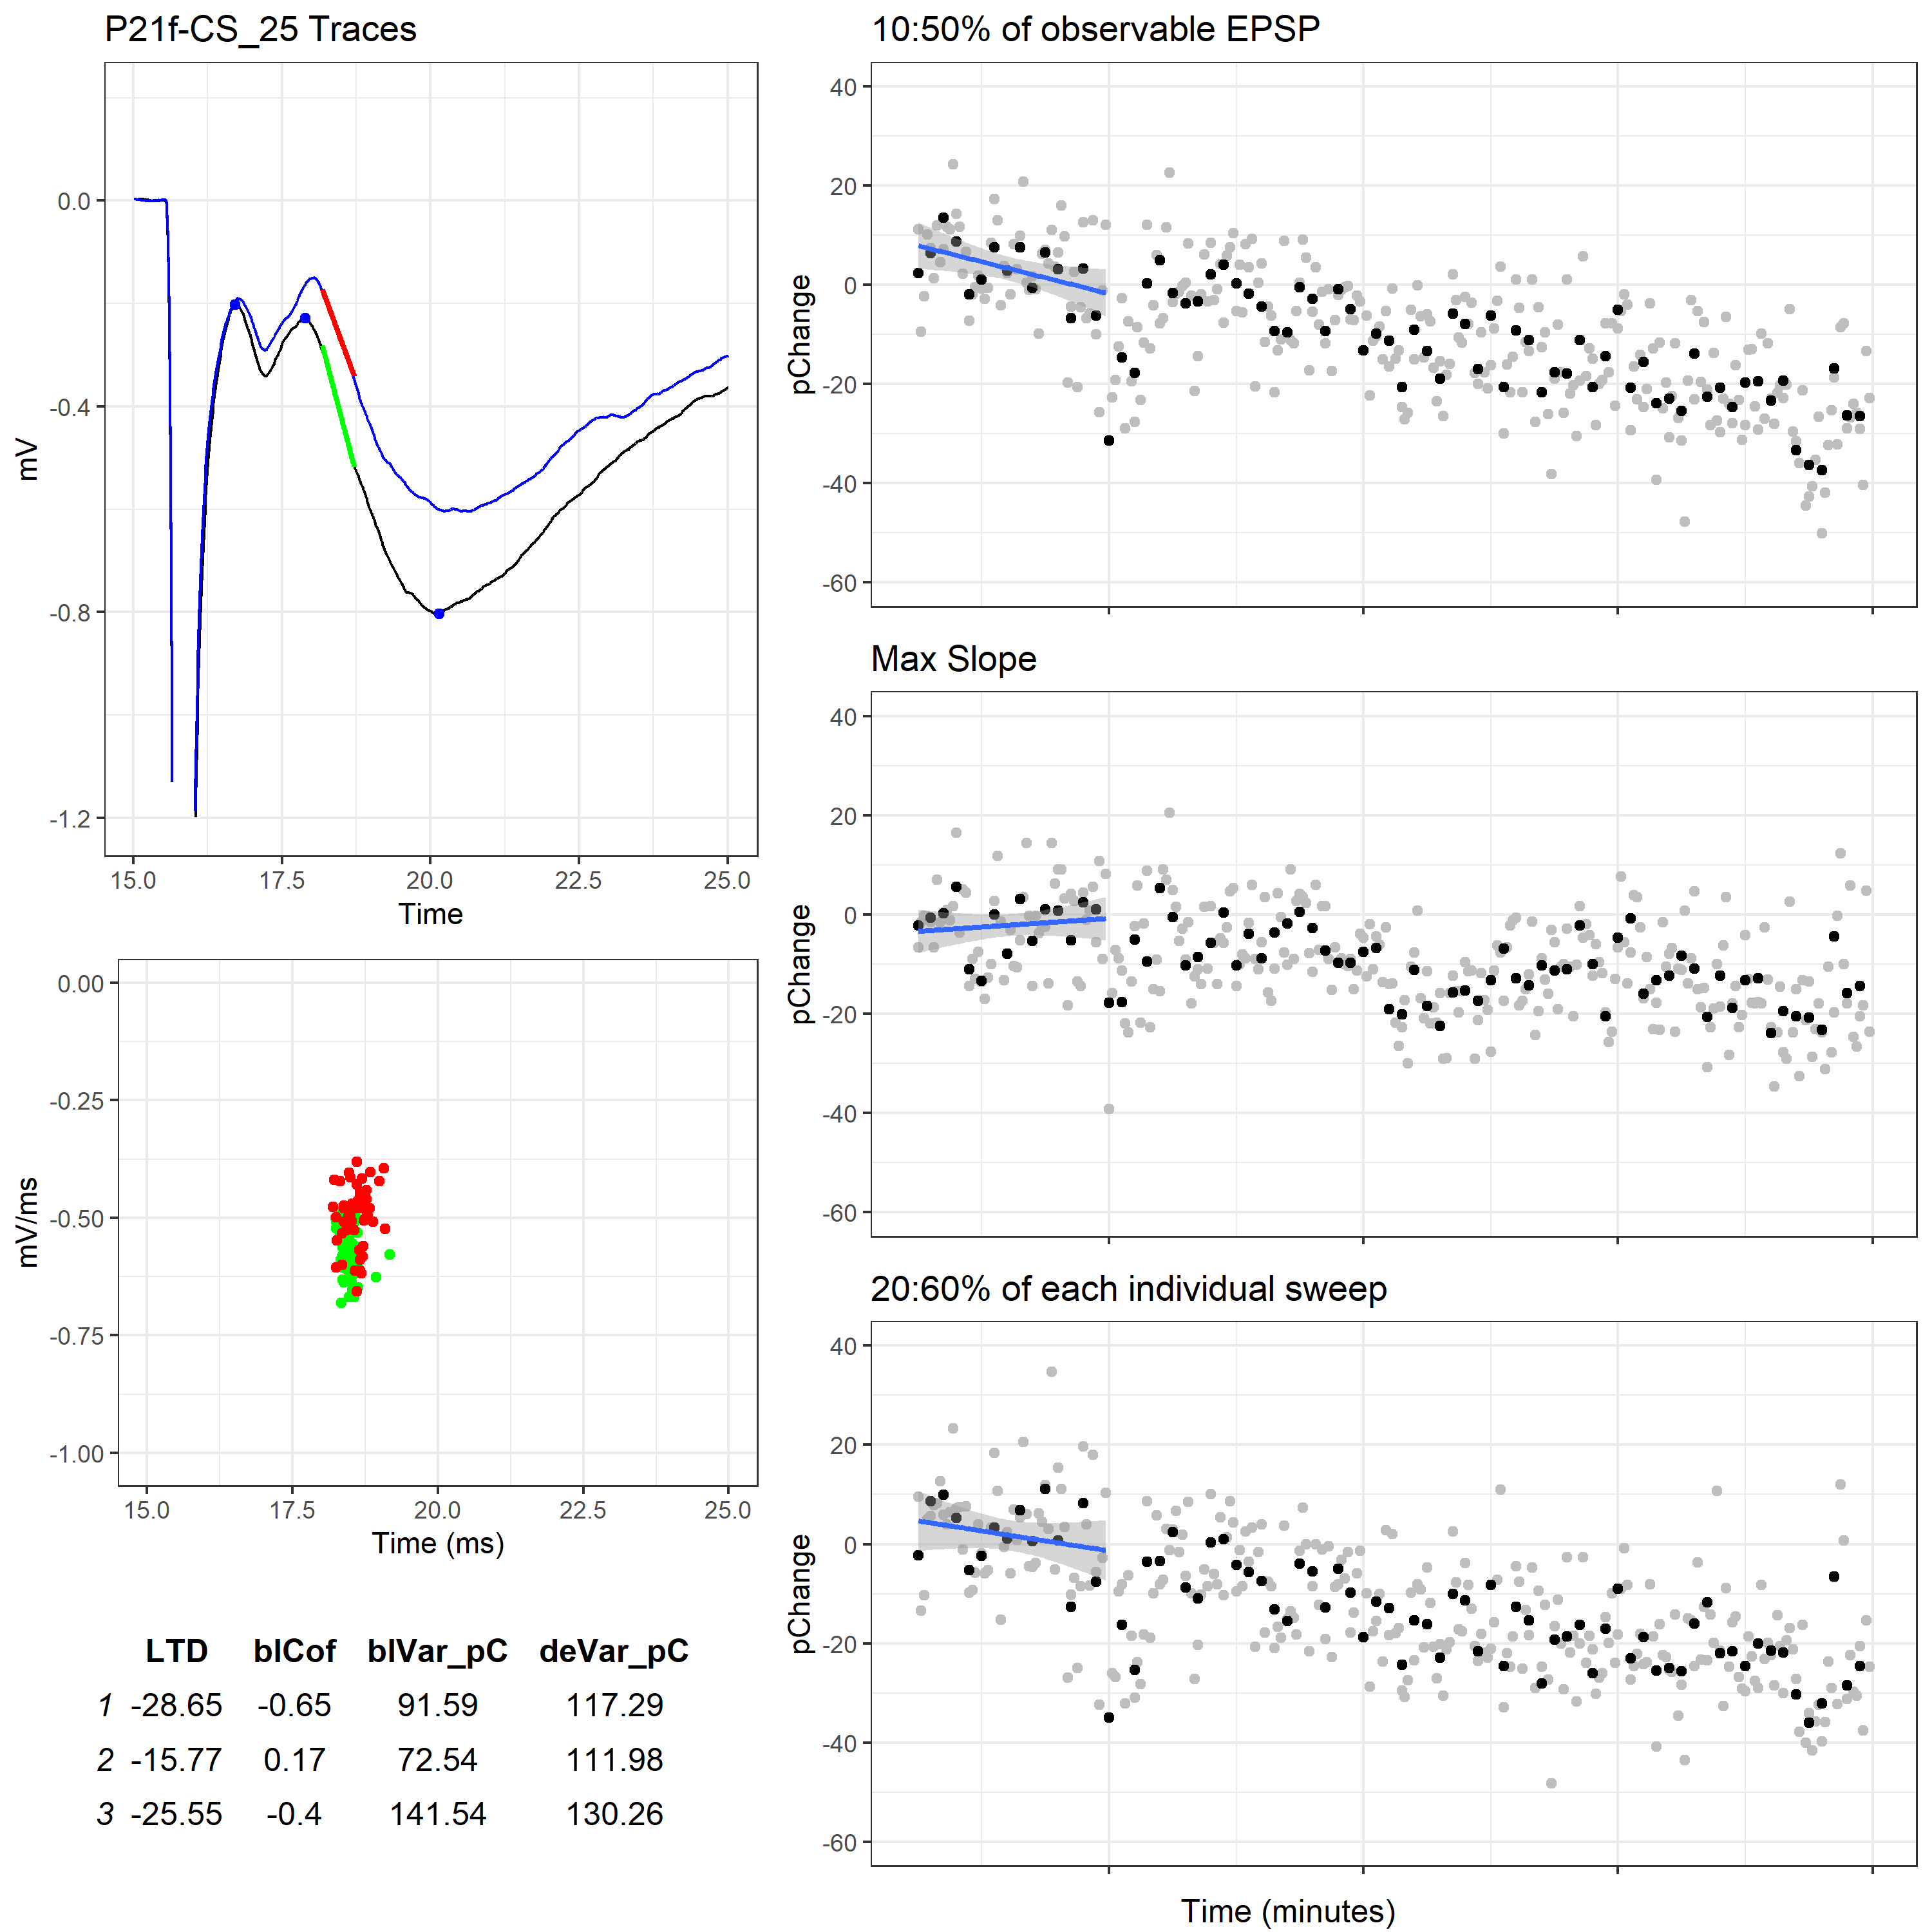 P21f-CS_25 Traces
0.0
-0.4
-0.8
-1.2
mV
15.0 17.5 20.0 22.5 25.0
Time
0.00
-0.25
-0.50
-0.75
-1.00
mV/ms
15.0 17.5 20.0 22.5 25.0
Time (ms)
LTD blCof blVar_pC deVar_pC
1 -28.65 -0.65 91.59 117.29
2 -15.77 0.17 72.54 111.98
3 -25.55 -0.4 141.54 130.26
10:50% of observable EPSP
40
20
0
-20
-40
-60
pChange
Max Slope
40
20
0
-20
-40
-60
pChange
20:60% of each individual sweep
40
20
0
-20
-40
-60
pChange
Time (minutes)